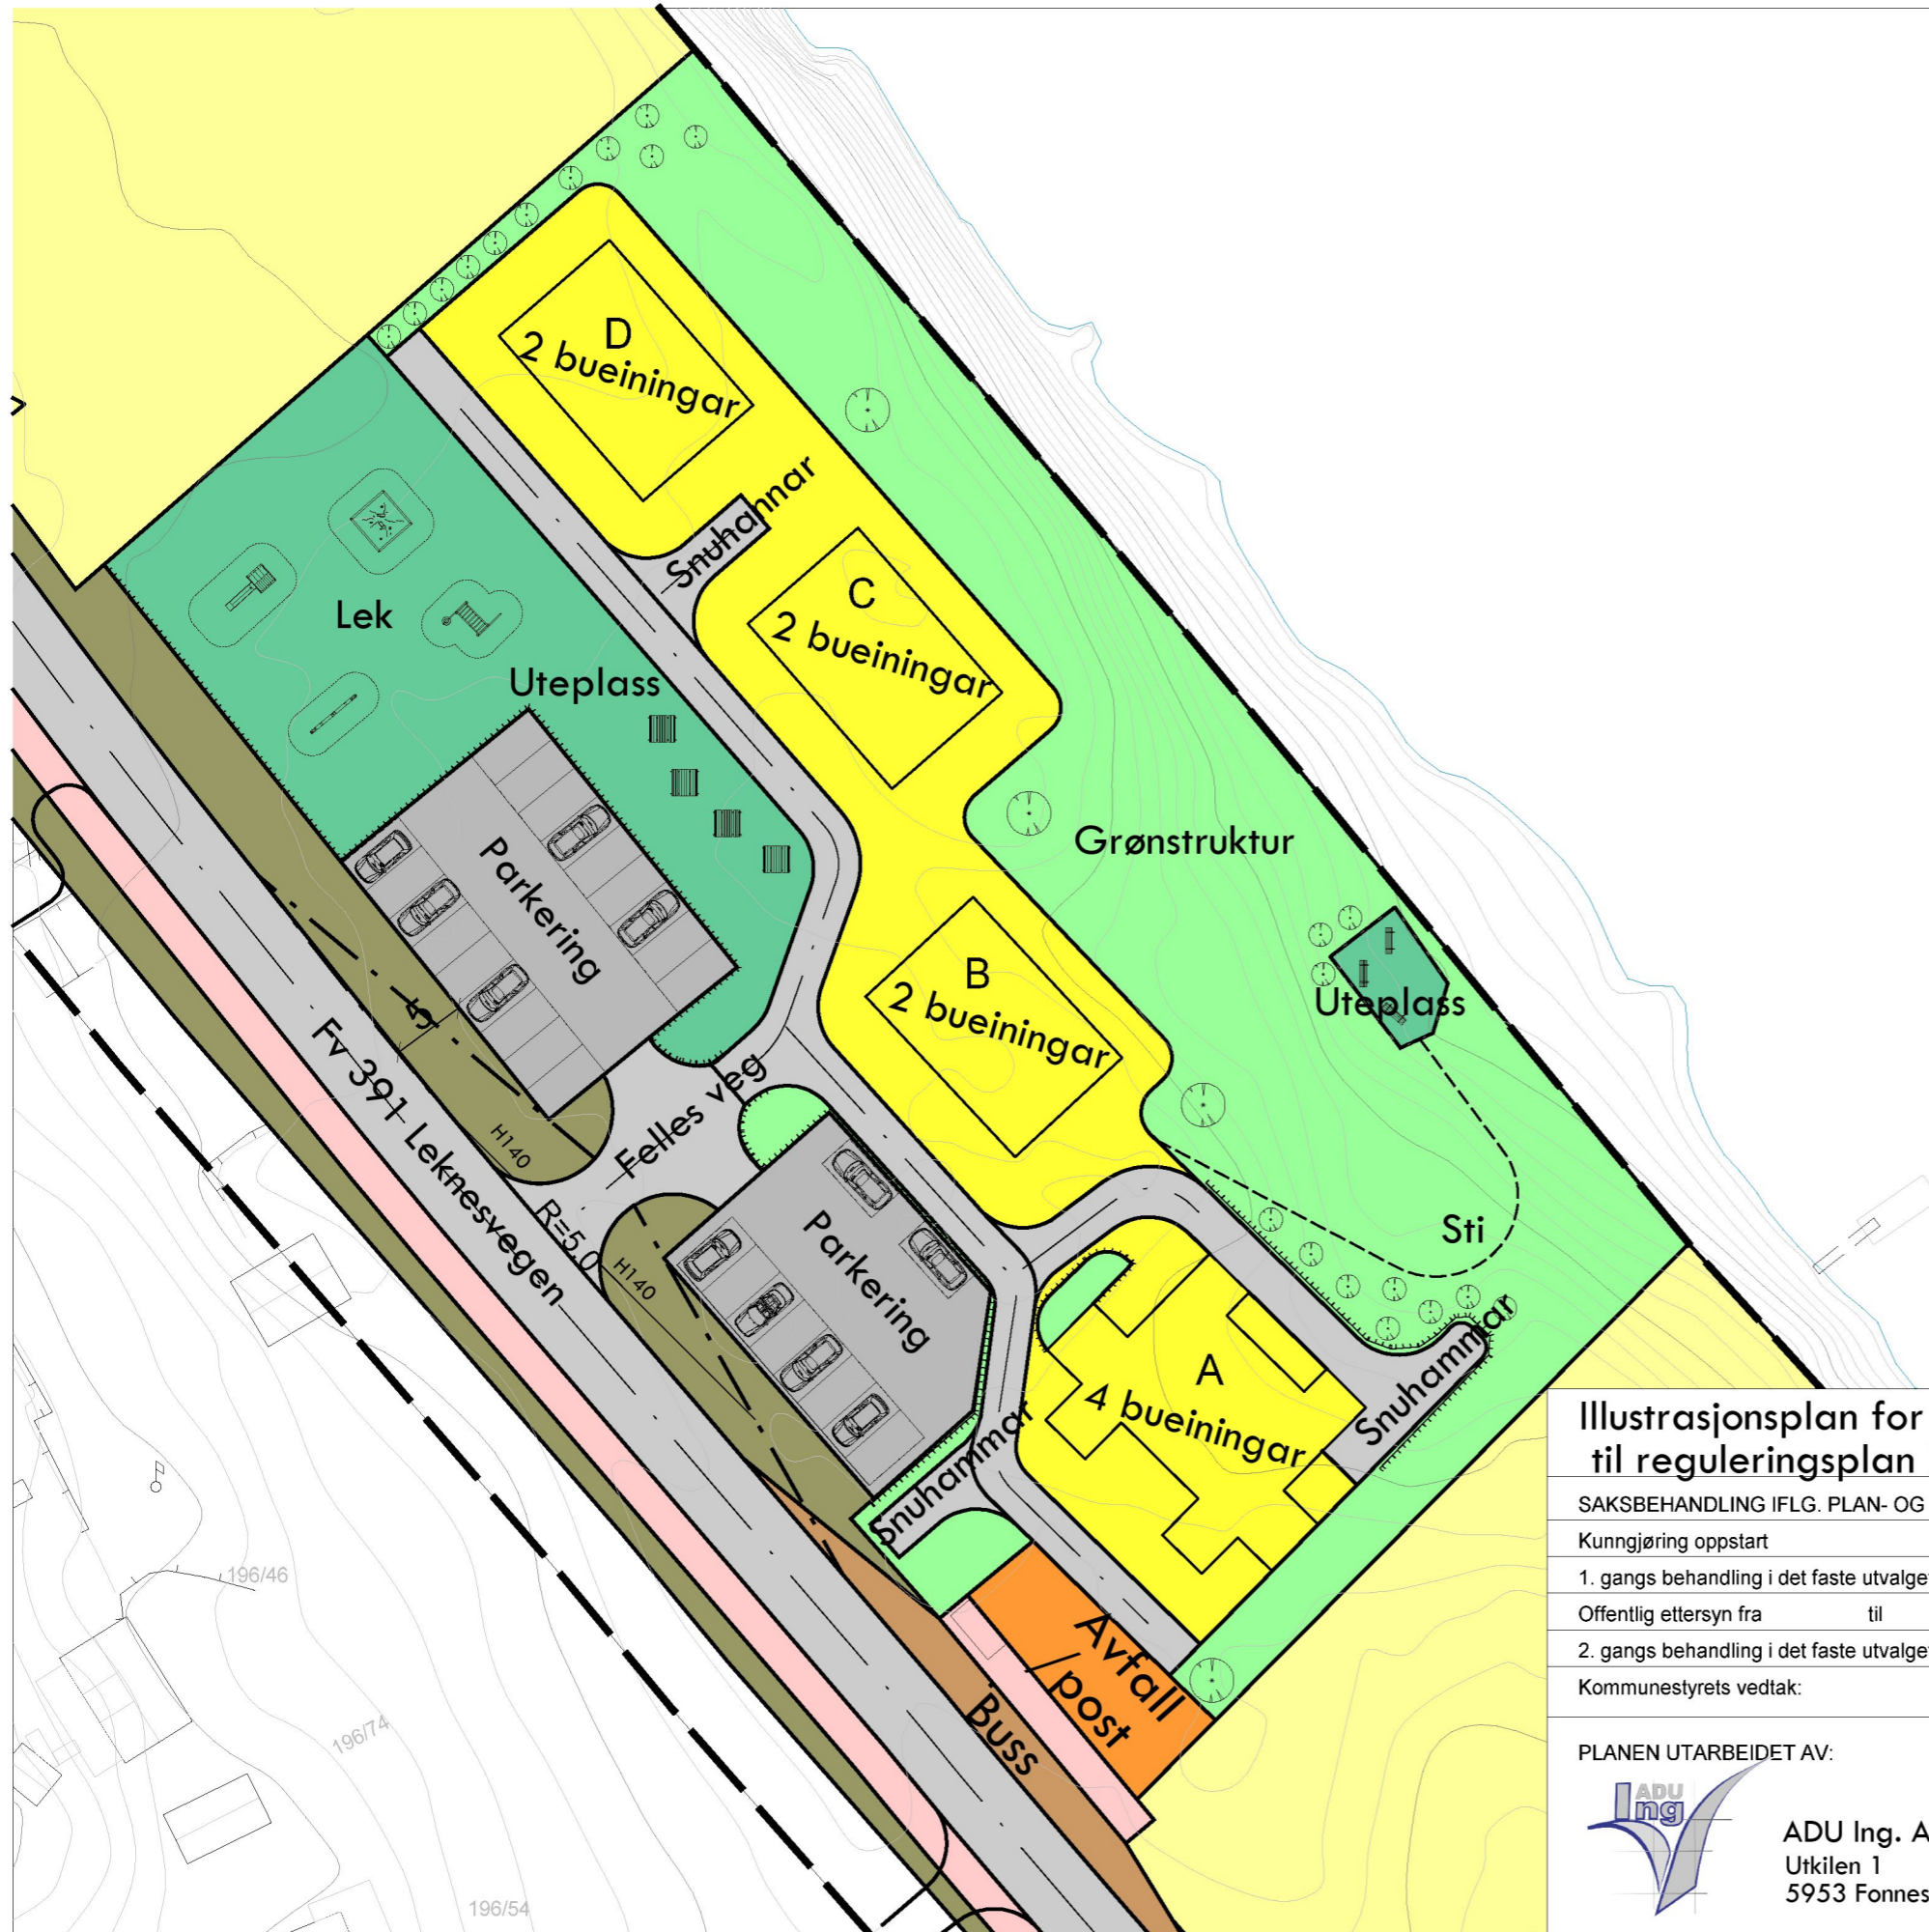 D
2 bueiningar
Snuhannar
C
2 bueiningar
Lek
Uteplass
Grønstruktur
Parkering
B
2 bueiningar
Uteplass
5
Fv 391 Leknesvegen
Felles veg
H140
R=5.0
H140
Parkering
Sti
Snuhammar
A
4 bueiningar
Snuhammar
Avfall
/post
Buss
196/46
196/74
196/54
Illustrasjonsplan for
til reguleringsplan
SAKSBEHANDLING IFLG. PLAN- OG
Kunngjøring oppstart
1. gangs behandling i det faste utvalge
Offentlig ettersyn fra til
2. gangs behandling i det faste utvalge
Kommunestyrets vedtak:
PLANEN UTARBEIDET AV:
ADU
Ing
ADU Ing. A
Utkilen 1
5953 Fonnes